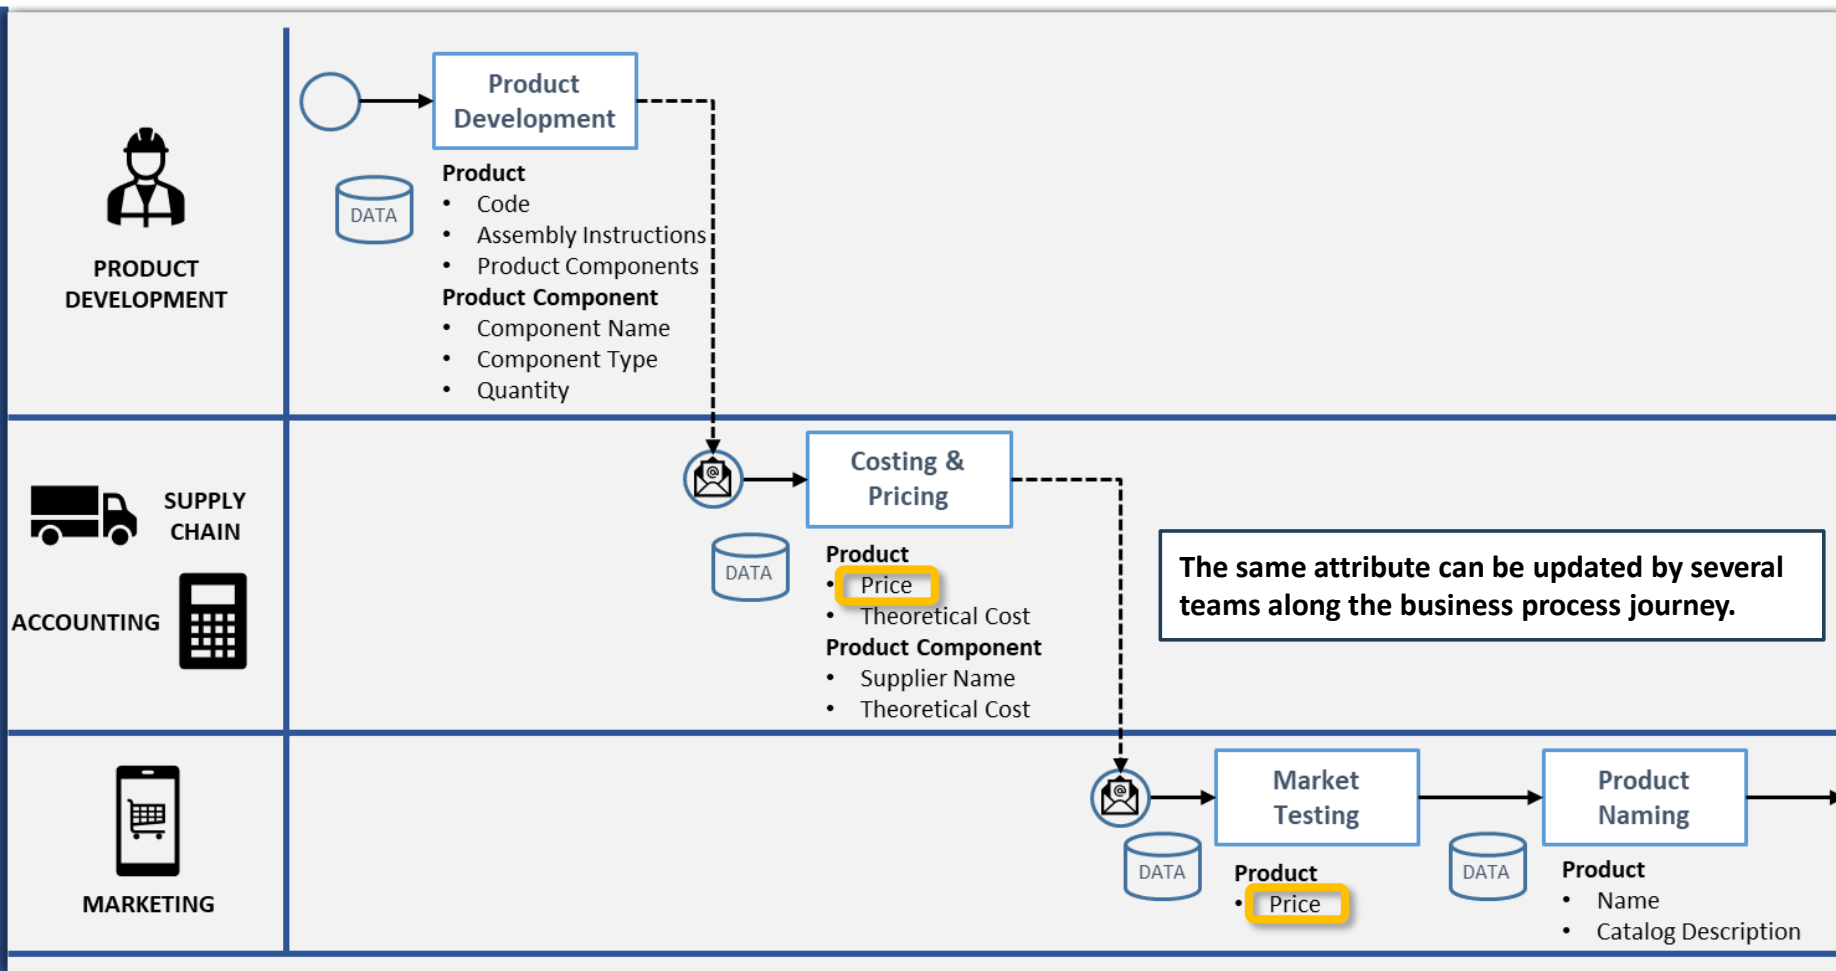 Product
Development
PRODUCT
DEVELOPMENT
DATA
Product
• Code
• Assembly Instructions
• Product Components
Product Component
• Component Name
• Component Type
• Quantity
SUPPLY
CHAIN
ACCOUNTING
@
Costing &
Pricing
DATA
Product
• Price
• Theoretical Cost
Product Component
• Supplier Name
• Theoretical Cost
The same attribute can be updated by several
teams along the business process journey.
MARKETING
@
Market
Testing
DATA
Product
• Price
Product
Naming
DATA
Product
• Name
• Catalog Description